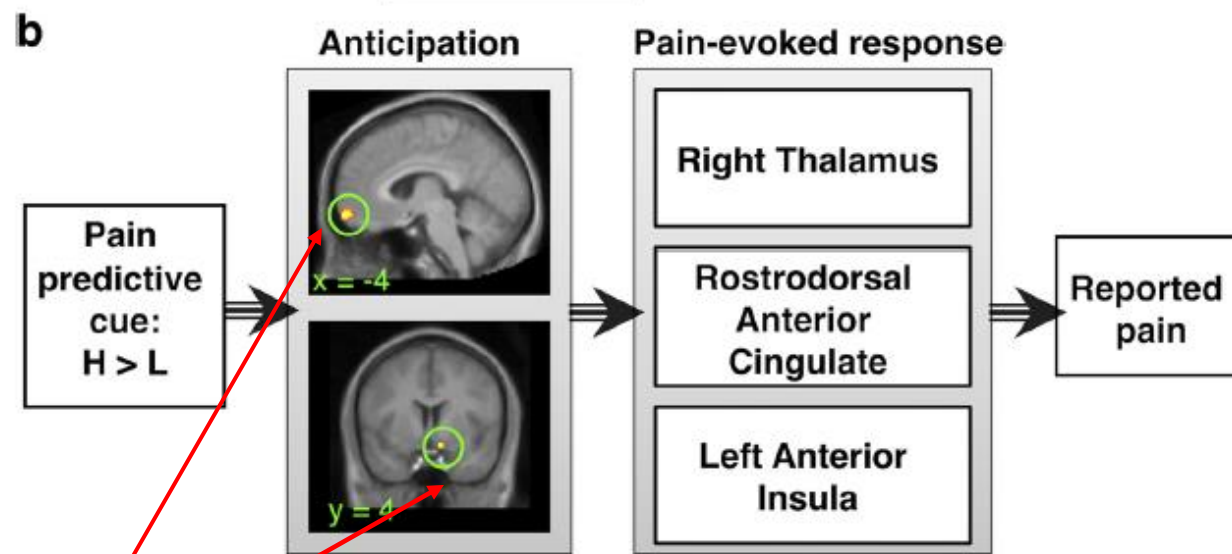 b
Anticipation
Pain-evoked response
Pain
predictive
cue:
H > L
x = -4
y = 4
Right Thalamus
Rostrodorsal
Anterior
Cingulate
Left Anterior
Insula
Reported
pain